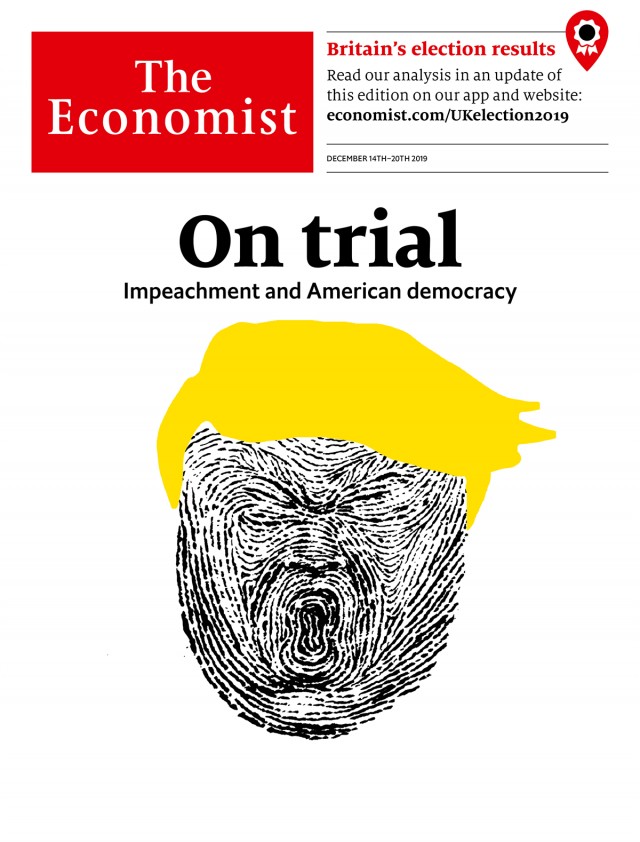 The
Economist
Britain's election results
Read our analysis in an update of
this edition on our app and website:
economist.com/UKelection2019
DECEMBER 14TH–20TH 2019
On trial
Impeachment and American democracy